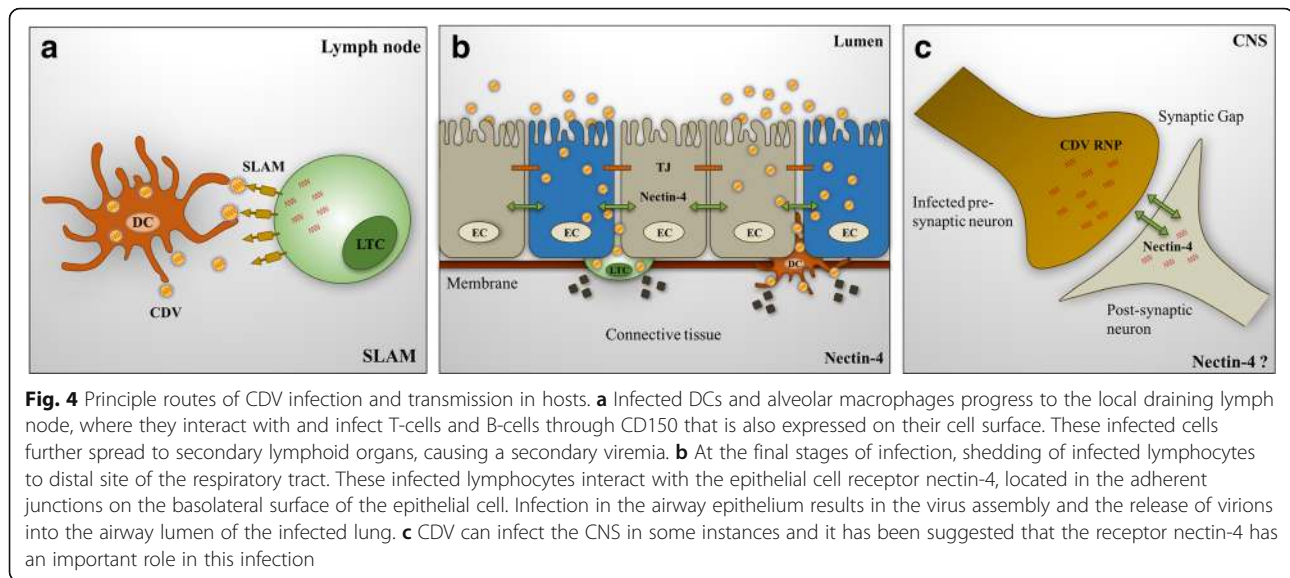 a
Lymph node
SLAM
DC
LTC
CDV
SLAM
b
Lumen
TJ
Nectin-4
EC
EC
EC
EC
EC
LTC
DC
Membrane
Connective tissue
Nectin-4
c
CNS
Synaptic Gap
CDV RNP
Infected pre-
synaptic neuron
Nectin-4
Post-synaptic
neuron
Nectin-4 ?
Fig. 4 Principle routes of CDV infection and transmission in hosts. a Infected DCs and alveolar macrophages progress to the local draining lymph
node, where they interact with and infect T-cells and B-cells through CD150 that is also expressed on their cell surface. These infected cells
further spread to secondary lymphoid organs, causing a secondary viremia. b At the final stages of infection, shedding of infected lymphocytes
to distal site of the respiratory tract. These infected lymphocytes interact with the epithelial cell receptor nectin-4, located in the adherent
junctions on the basolateral surface of the epithelial cell. Infection in the airway epithelium results in the virus assembly and the release of virions
into the airway lumen of the infected lung. c CDV can infect the CNS in some instances and it has been suggested that the receptor nectin-4 has
an important role in this infection